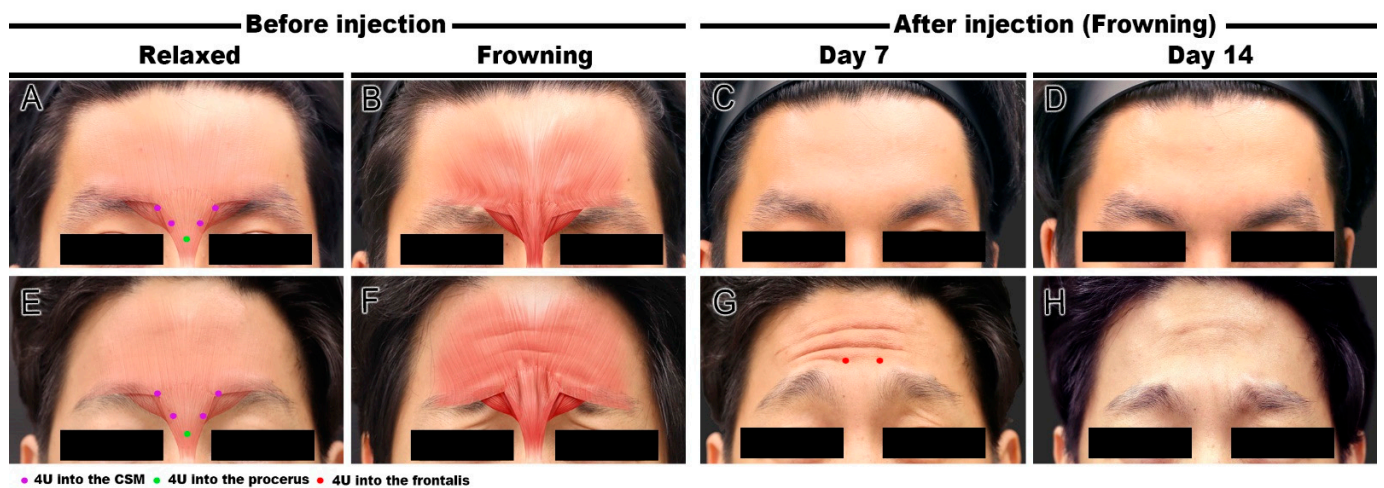 Before injection After injection (Frowning)
Relaxed Frowning Day 7 Day 14
A B C D
E F G H
4U into the CSM 4U into the procerus 4U into the frontalis